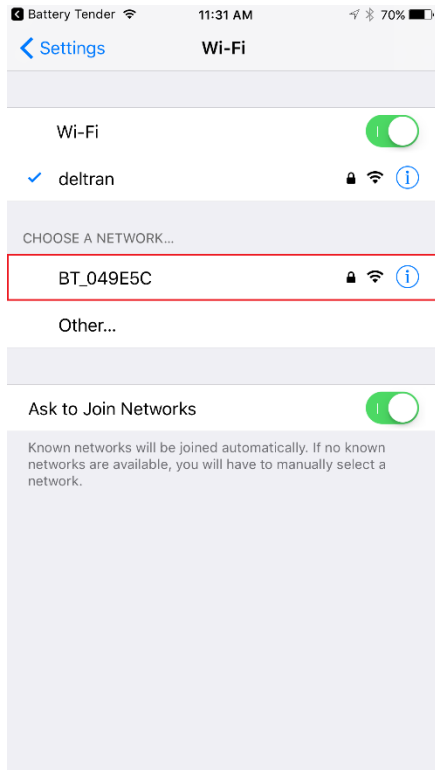 Battery Tender 11:31 AM 70%
Settings Wi-Fi
Wi-Fi
deltran
CHOOSE A NETWORK...
BT_049E5C
Other...
Ask to Join Networks
Known networks will be joined automatically. If no known
networks are available, you will have to manually select a
network.